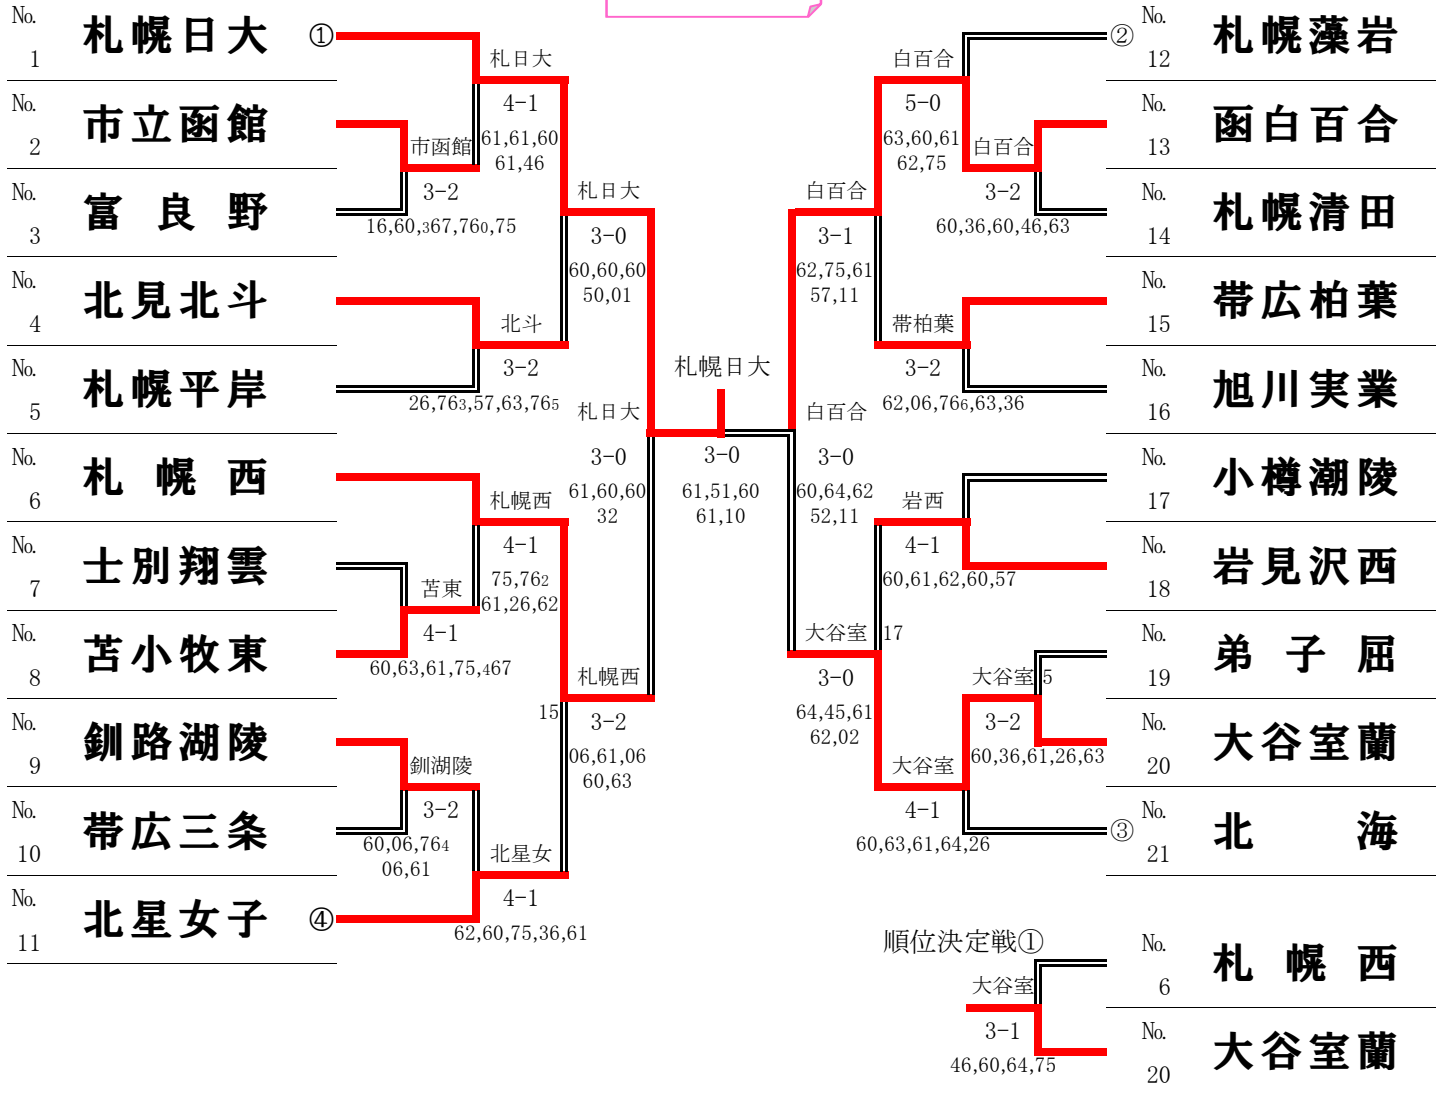 No. 1 札幌日大 ①
No. 2 市立函館
No. 3 富良野
No. 4 北見北斗
No. 5 札幌平岸
No. 6 札幌西
No. 7 士別翔雲
No. 8 苫小牧東
No. 9 釧路湖陵
No. 10 帯広三条
No. 11 北星女子 ④
札日大
4-1
61,61,60
61,46
市函館
3-2
16,60,367,760,75
北斗
3-2
26,763,57,63,765
札日大
3-0
60,60,60
50,01
札幌西
4-1
75,762
61,26,62
苫東
4-1
60,63,61,75,467
釧湖陵
3-2
60,06,764
06,61
北星女
4-1
62,60,75,36,61
札幌西
15
3-2
06,61,06
60,63
札日大
3-0
61,60,60
32
札幌日大
3-0
61,51,60
61,10
白百合
3-0
60,64,62
52,11
白百合
3-1
62,75,61
57,11
白百合
5-0
63,60,61
62,75
白百合
3-2
60,36,60,46,63
帯柏葉
3-2
62,06,766,63,36
岩西
4-1
60,61,62,60,57
大谷室
17
3-0
64,45,61
62,02
大谷室
5
3-2
60,36,61,26,63
大谷室
4-1
60,63,61,64,26
② No. 12 札幌藻岩
No. 13 函白百合
No. 14 札幌清田
No. 15 帯広柏葉
No. 16 旭川実業
No. 17 小樽潮陵
No. 18 岩見沢西
No. 19 弟子屈
No. 20 大谷室蘭
③ No. 21 北海
順位決定戦①
大谷室
3-1
46,60,64,75
No. 6 札幌西
No. 20 大谷室蘭